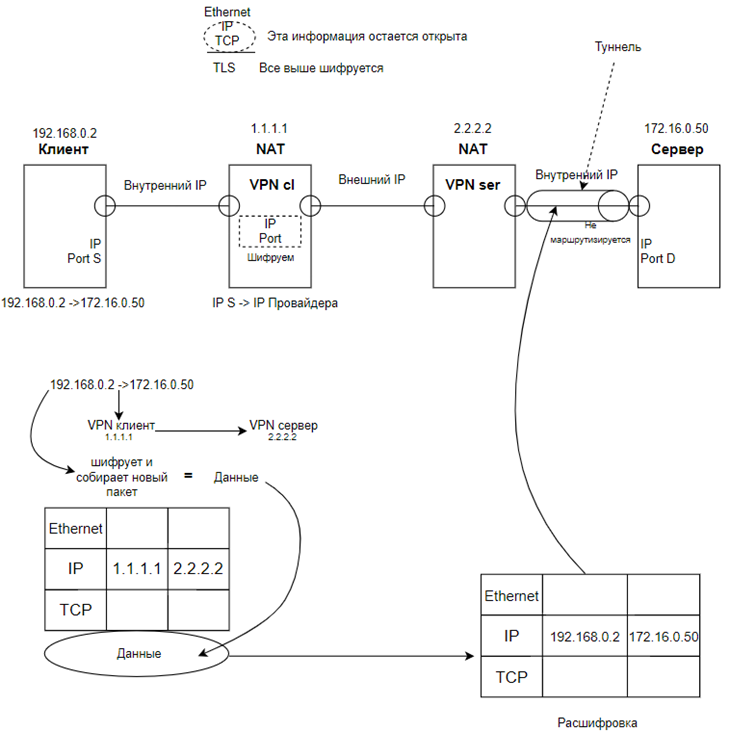 Ethernet
IP
TCP
Эта информация остается открыта
TLS
Все выше шифруется
Туннель
192.168.0.2
1.1.1.1
2.2.2.2
172.16.0.50
Клиент
NAT
NAT
Сервер
Внутренний IP
VPN cl
Внешний IP
VPN ser
Внутренний IP
IP
Port
Шифруем
Не
маршрутизируется
IP
Port S
IP
Port D
192.168.0.2 ->172.16.0.50
IP S -> IP Провайдера
192.168.0.2 ->172.16.0.50
VPN клиент
1.1.1.1
VPN сервер
2.2.2.2
шифрует и
собирает новый
пакет
=
Данные
Ethernet
IP 1.1.1.1 2.2.2.2
TCP
Данные
Ethernet
IP 192.168.0.2 172.16.0.50
TCP
Расшифровка